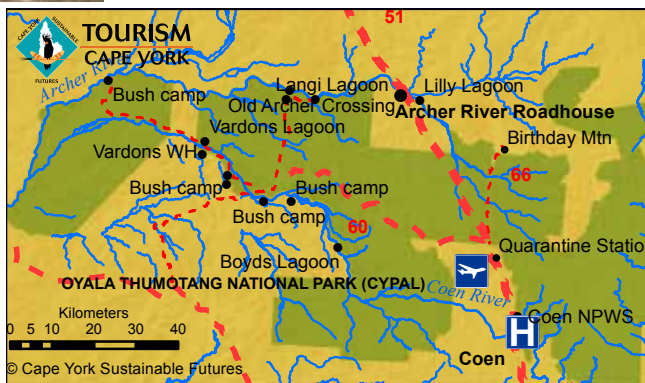 51
CAPE YORK SUSTAINABLE
FUTURES
TOURISM
CAPE YORK
Archer River
Bush camp
Langi Lagoon
Lilly Lagoon
Old Archer Crossing
Archer River Roadhouse
Vardons Lagoon
Birthday Mtn
Vardons WH
66
Bush camp
Bush camp
Bush camp
60
Quarantine Statio
Boyds Lagoon
OYALA THUMOTANG NATIONAL PARK (CYPAL)
Coen River
Kilometers
0 5 10 20 30 40
Coen NPWS
H
Coen
© Cape York Sustainable Futures